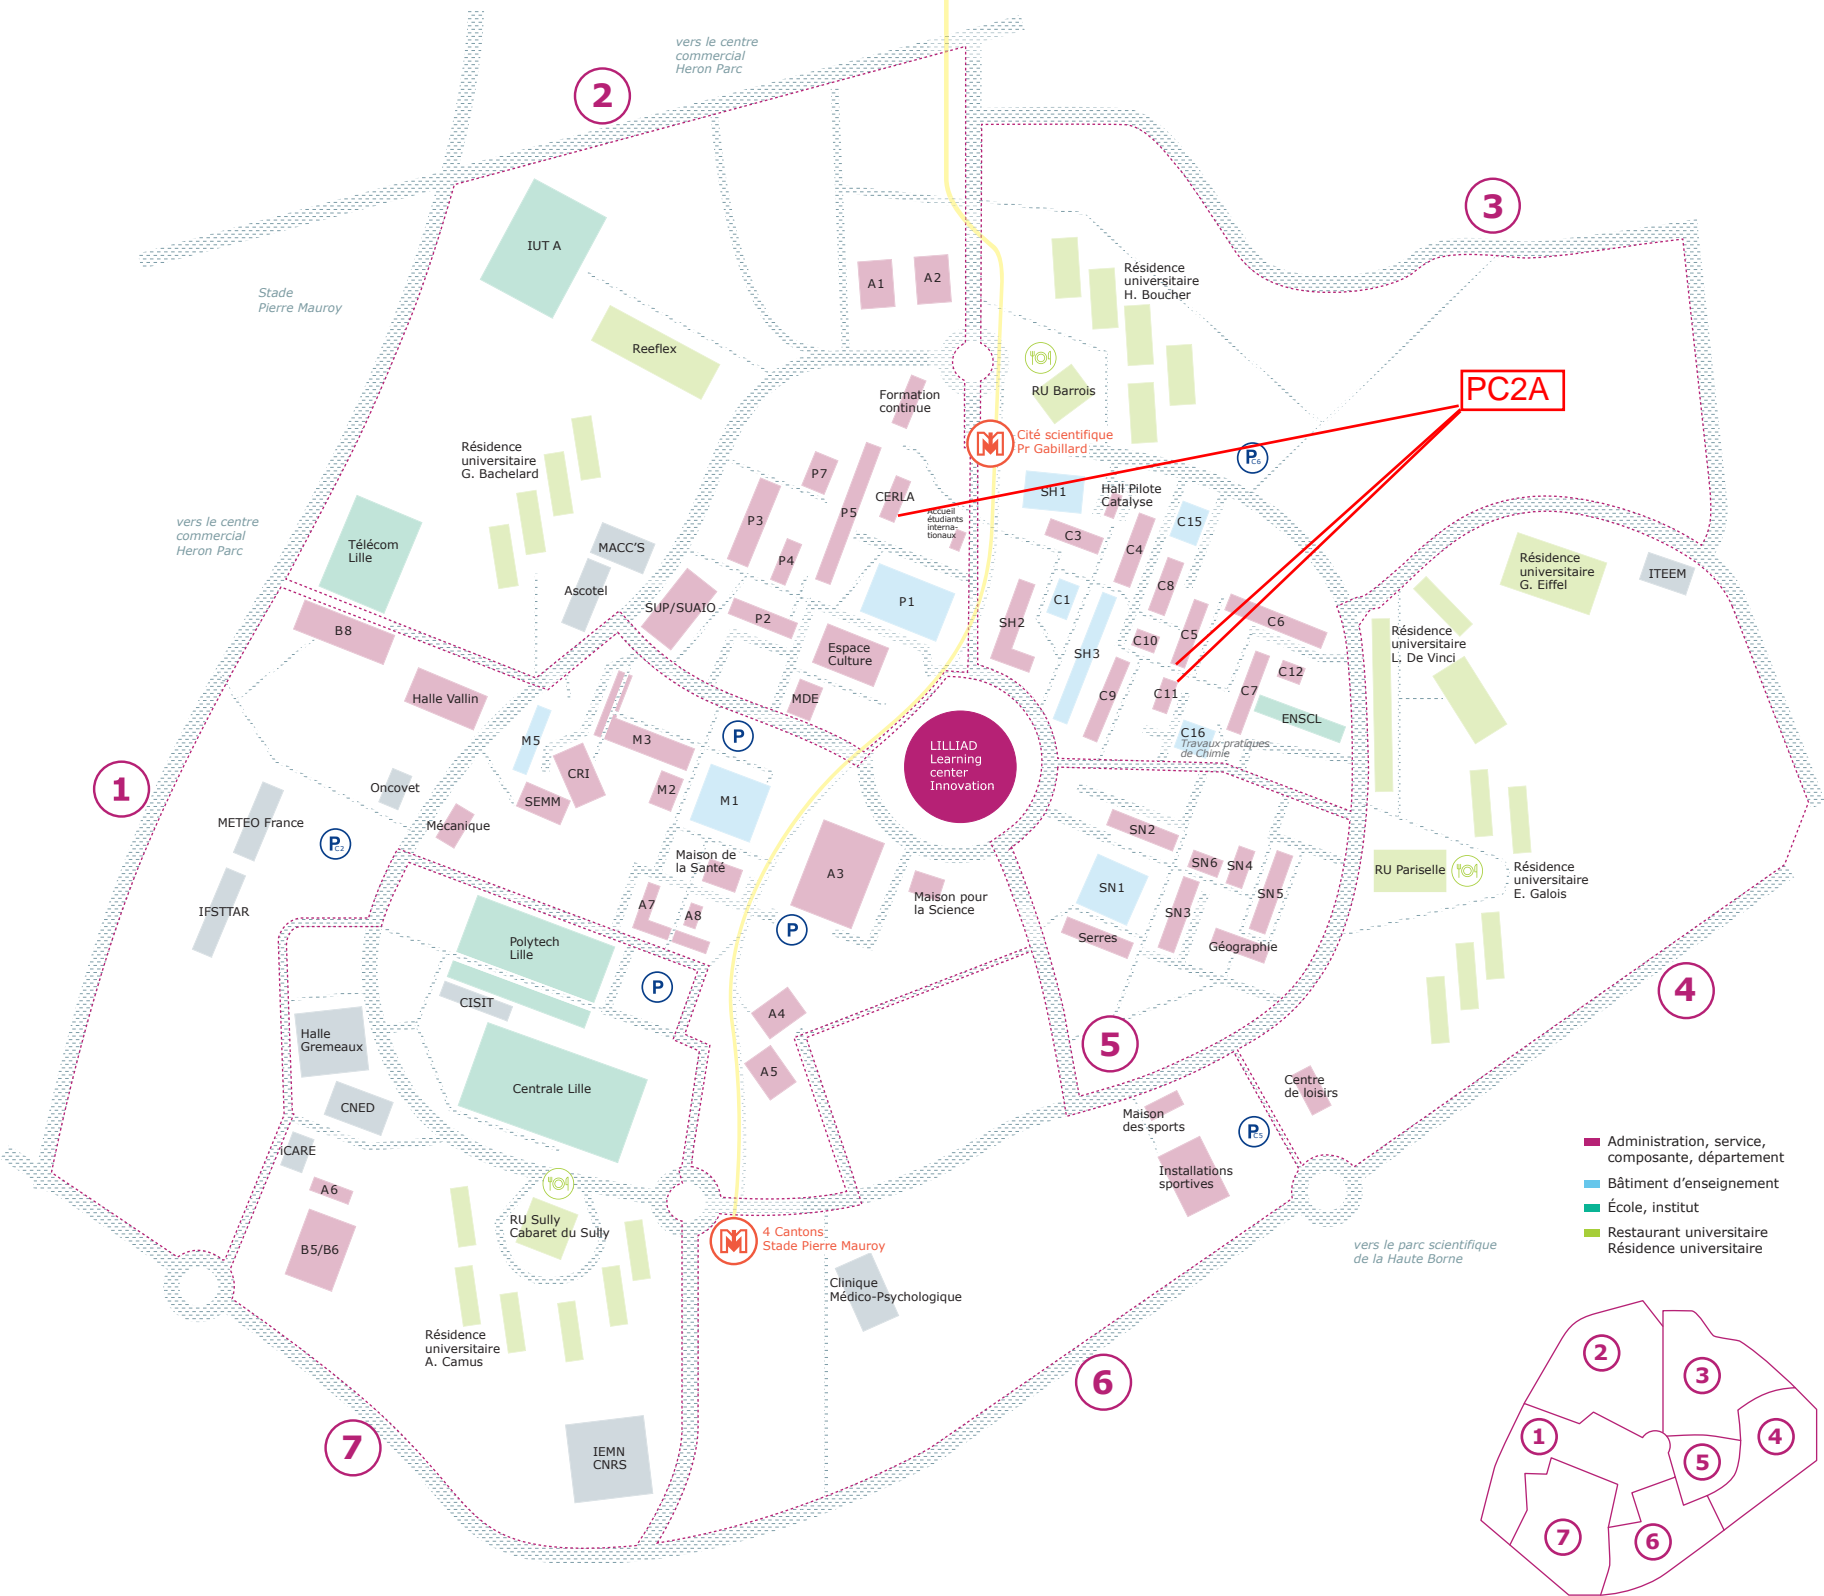 vers le centre
commercial
Heron Parc
2
3
IUT A
A1
A2
Résidence
universitaire
H. Boucher
Stade
Pierre Mauroy
Reeflex
RU Barrois
PC2A
Formation
continue
Cité scientifique
Pr Gabillard
Résidence
universitaire
G. Bachelard
P C6
P7
CERLA
SH1
Hall Pilote
Catalyse
vers le centre
commercial
Heron Parc
P3
P5
Accueil
étudiants
interna-
tionaux
C15
Télécom
Lille
MACC'S
P4
C3
C4
Résidence
universitaire
G. Eiffel
ITEEM
Ascotel
SUP/SUAIO
P2
P1
C1
C8
B8
SH2
C10
C5
C6
Résidence
universitaire
L. De Vinci
Espace
Culture
SH3
Halle Vallin
MDE
C9
C11
C7
C12
M5
M3
P
ENSCL
C16
Travaux pratiques
de Chimie
LILLIAD
Learning
center
Innovation
CRI
1
Oncovet
SEMM
M2
M1
METEO France
P C2
Mécanique
SN2
Maison de
la Santé
A3
SN6
SN4
RU Pariselle
Résidence
universitaire
E. Galois
SN1
SN5
IFSTTAR
A7
A8
Maison pour
la Science
SN3
P
Serres
Géographie
Polytech
Lille
P
4
CISIT
A4
Halle
Gremeaux
5
A5
Centrale Lille
Centre
de loisirs
CNED
Maison
des sports
P C5
iCARE
Installations
sportives
A6
RU Sully
Cabaret du Sully
B5/B6
4 Cantons
Stade Pierre Mauroy
Clinique
Médico-Psychologique
Administration, service,
composante, département
Bâtiment d'enseignement
École, institut
Restaurant universitaire
Résidence universitaire
vers le parc scientifique
de la Haute Borne
Résidence
universitaire
A. Camus
6
7
IEMN
CNRS
2
3
1
4
5
7
6